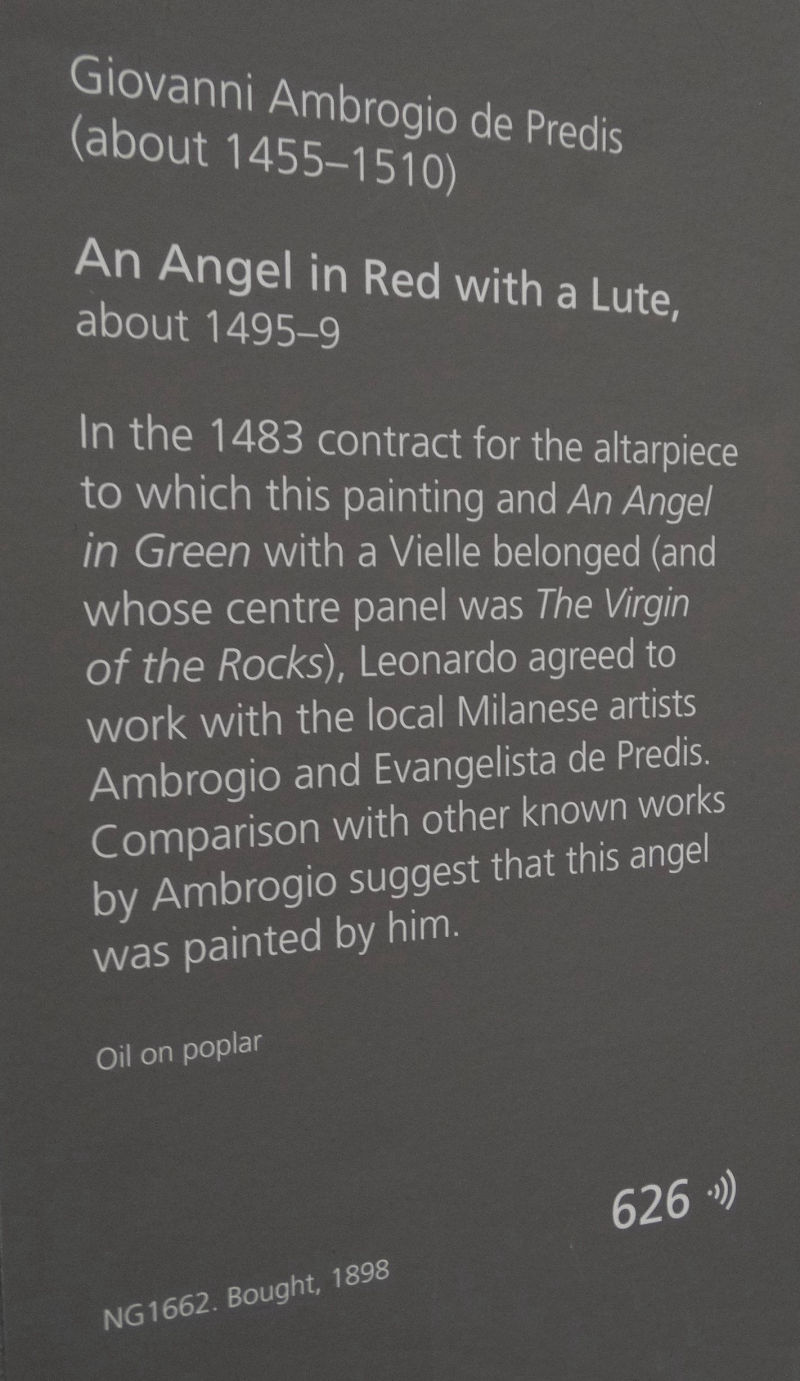 Giovanni Ambrogio de Predis
(about 1455–1510)
An Angel in Red with a Lute,
about 1495–9
In the 1483 contract for the altarpiece
to which this painting and An Angel
in Green with a Vielle belonged (and
whose centre panel was The Virgin
of the Rocks), Leonardo agreed to
work with the local Milanese artists
Ambrogio and Evangelista de Predis.
Comparison with other known works
by Ambrogio suggest that this angel
was painted by him.
Oil on poplar
626
NG1662. Bought, 1898